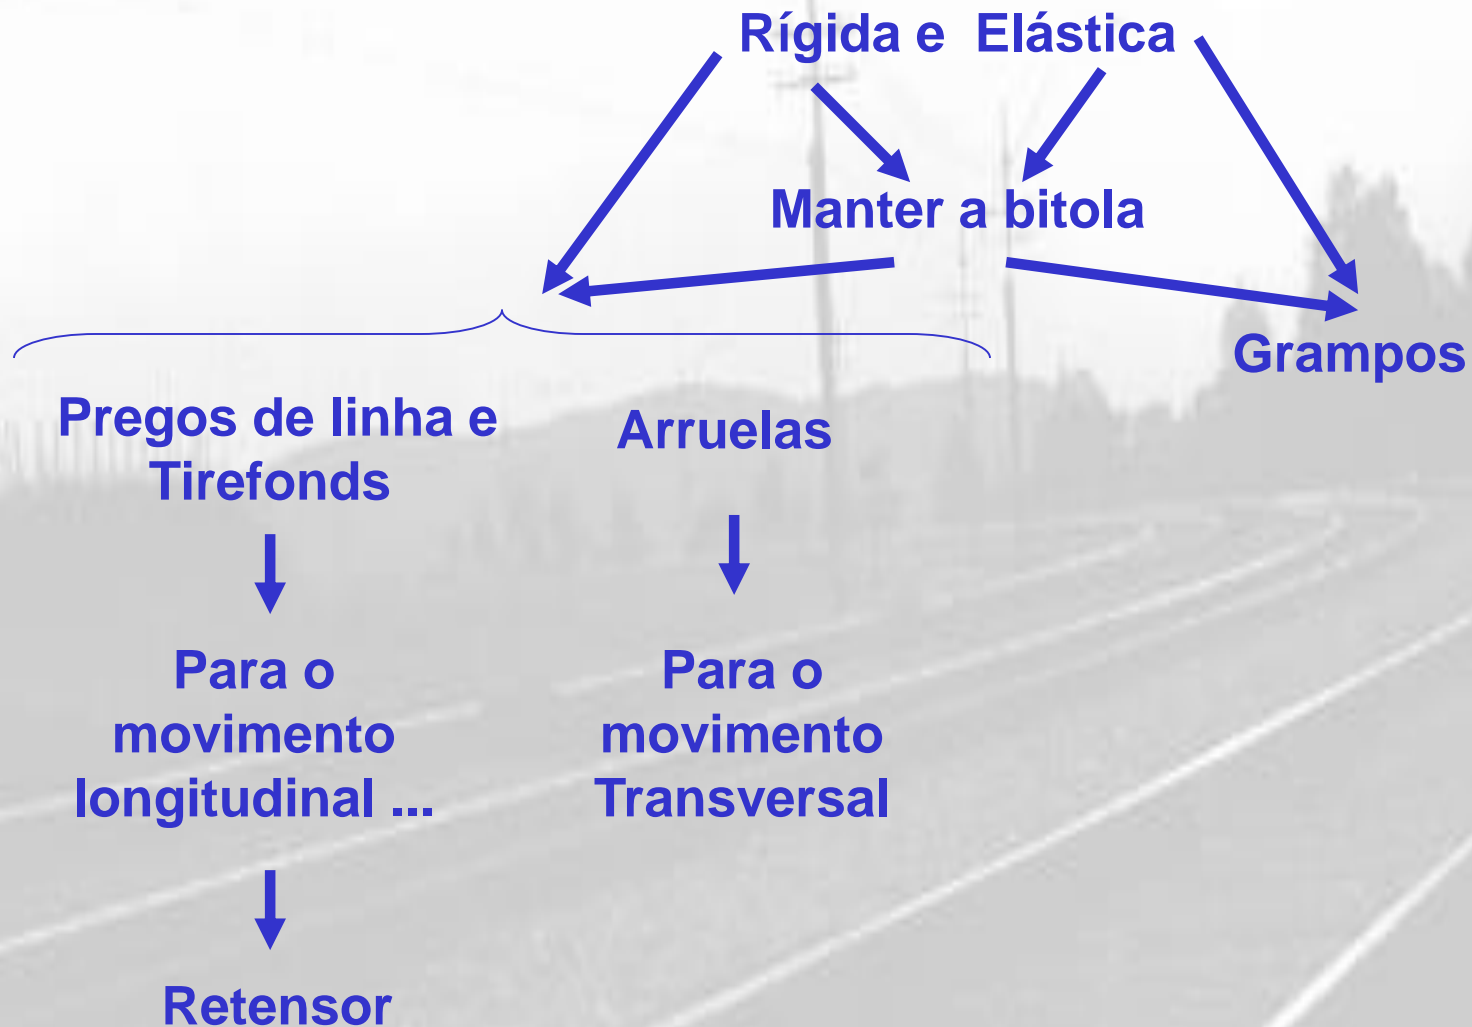 Rígida e Elástica
Manter a bitola
Grampos
Pregos de linha e
Tirefonds
Arruelas
Para o
movimento
longitudinal ...
Para o
movimento
Transversal
Retensor